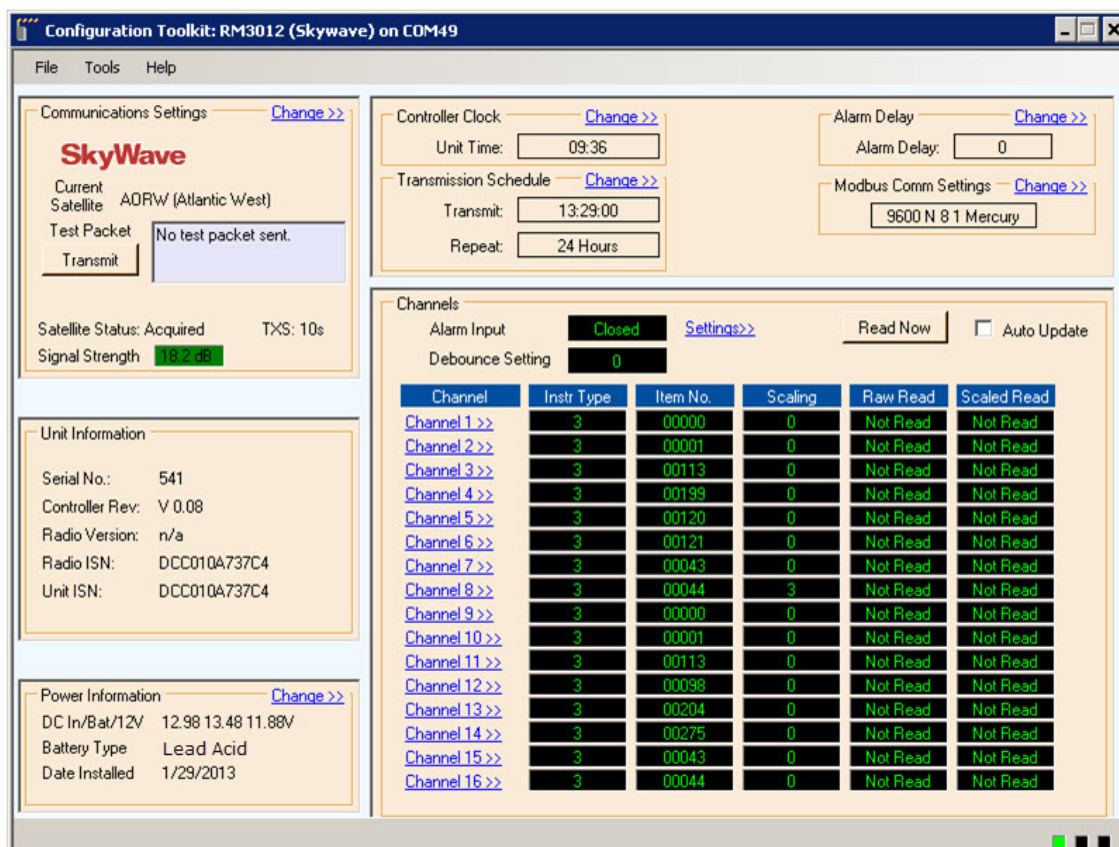 Configuration Toolkit: RM3012 (Skywave) on COM49
File Tools Help
Communications Settings Change >>
SkyWave
Current Satellite AORW (Atlantic West)
Test Packet
No test packet sent.
Transmit
Satellite Status: Acquired TXS: 10s
Signal Strength 18.2 dB
Unit Information
Serial No.: 541
Controller Rev: V 0.08
Radio Version: n/a
Radio ISN: DCC010A737C4
Unit ISN: DCC010A737C4
Power Information Change >>
DC In/Bat/12V 12.98 13.48 11.88V
Battery Type Lead Acid
Date Installed 1/29/2013
Controller Clock Change >>
Unit Time: 09:36
Transmission Schedule Change >>
Transmit: 13:29:00
Repeat: 24 Hours
Alarm Delay Change >>
Alarm Delay: 0
Modbus Comm Settings Change >>
9600 N 8 1 Mercury
Channels
Alarm Input Closed Settings>> Read Now Auto Update
Debounce Setting 0
Channel Instr Type Item No. Scaling Raw Read Scaled Read
Channel 1 >> 3 00000 0 Not Read Not Read
Channel 2 >> 3 00001 0 Not Read Not Read
Channel 3 >> 3 00113 0 Not Read Not Read
Channel 4 >> 3 00199 0 Not Read Not Read
Channel 5 >> 3 00120 0 Not Read Not Read
Channel 6 >> 3 00121 0 Not Read Not Read
Channel 7 >> 3 00043 0 Not Read Not Read
Channel 8 >> 3 00044 3 Not Read Not Read
Channel 9 >> 3 00000 0 Not Read Not Read
Channel 10 >> 3 00001 0 Not Read Not Read
Channel 11 >> 3 00113 0 Not Read Not Read
Channel 12 >> 3 00098 0 Not Read Not Read
Channel 13 >> 3 00204 0 Not Read Not Read
Channel 14 >> 3 00275 0 Not Read Not Read
Channel 15 >> 3 00043 0 Not Read Not Read
Channel 16 >> 3 00044 0 Not Read Not Read